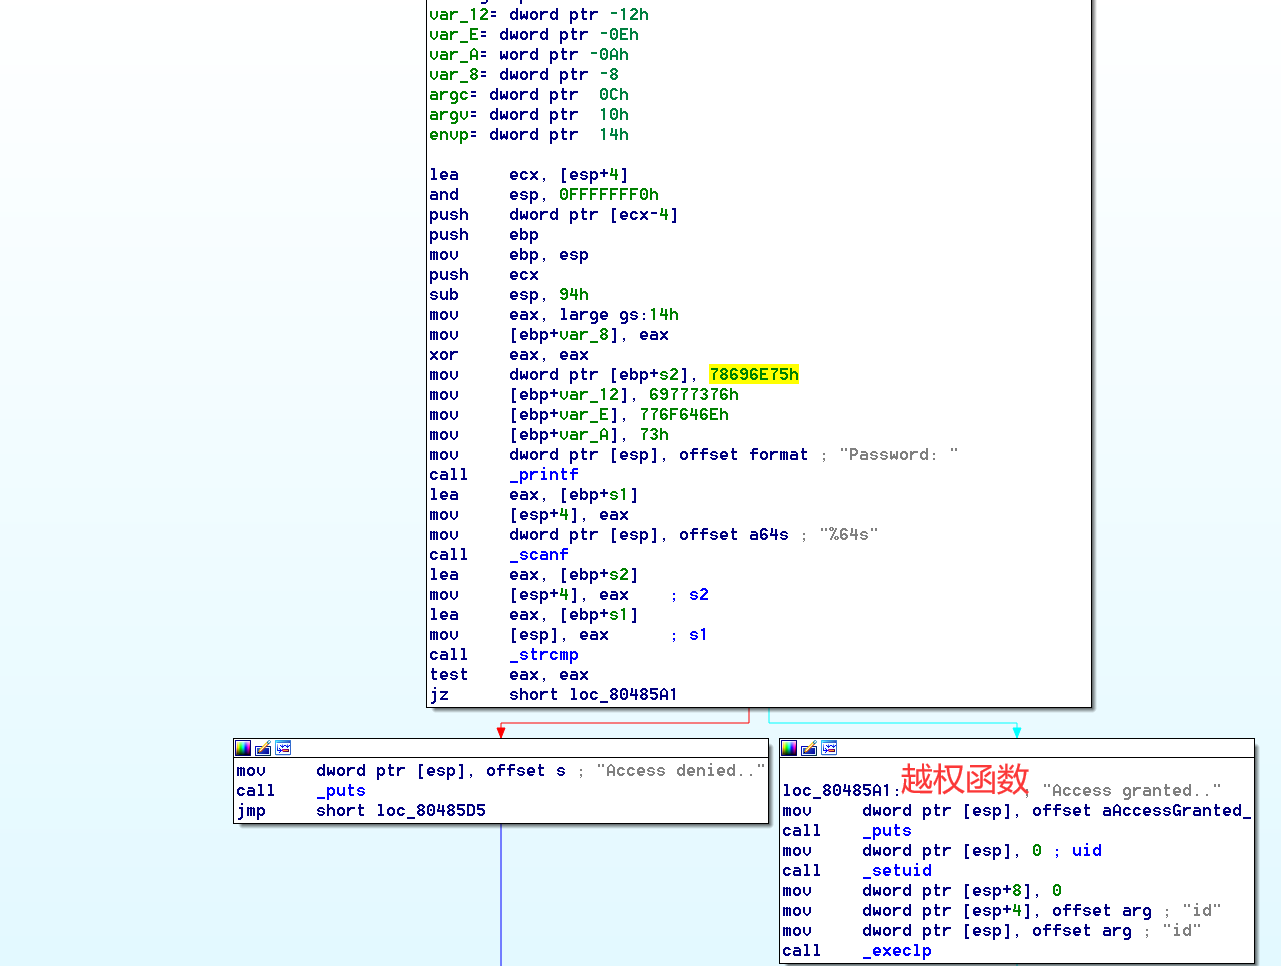 var_12= dword ptr -12h
var_E= dword ptr -0Eh
var_A= word ptr -0Ah
var_8= dword ptr -8
argc= dword ptr  0Ch
argv= dword ptr  10h
envp= dword ptr  14h
lea     ecx, [esp+4]
and     esp, 0FFFFFFF0h
push    dword ptr [ecx-4]
push    ebp
mov     ebp, esp
push    ecx
sub     esp, 94h
mov     eax, large gs:14h
mov     [ebp+var_8], eax
xor     eax, eax
mov     dword ptr [ebp+s2], 78696E75h
mov     [ebp+var_12], 69777376h
mov     [ebp+var_E], 776F646Eh
mov     [ebp+var_A], 73h
mov     dword ptr [esp], offset format ; "Password: "
call    _printf
lea     eax, [ebp+s1]
mov     [esp+4], eax
mov     dword ptr [esp], offset a64s ; "%64s"
call    _scanf
lea     eax, [ebp+s2]
mov     [esp+4], eax    ; s2
lea     eax, [ebp+s1]
mov     [esp], eax      ; s1
call    _strcmp
test    eax, eax
jz      short loc_80485A1
mov     dword ptr [esp], offset s ; "Access denied.."
call    _puts
jmp     short loc_80485D5
越权函数
loc_80485A1:            ; "Access granted.."
mov     dword ptr [esp], offset aAccessGranted_
call    _puts
mov     dword ptr [esp], 0 ; uid
call    _setuid
mov     dword ptr [esp+8], 0
mov     dword ptr [esp+4], offset arg ; "id"
mov     dword ptr [esp], offset arg ; "id"
call    _execlp